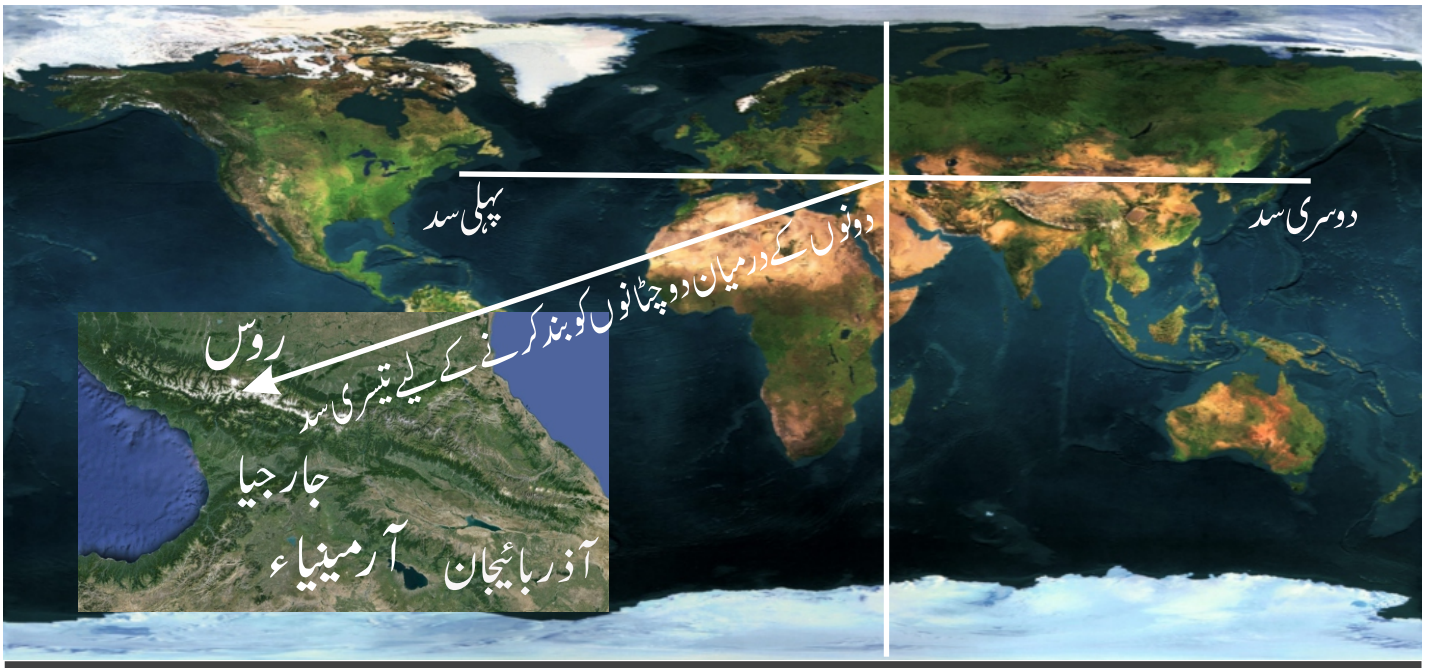 پہلی سد
دوسری سد
دونوں کے درمیان دو چٹانوں کو بند کرنے کے لیے تیسری سد
روس
جارجیا
آرمینیاء
آذربائیجان